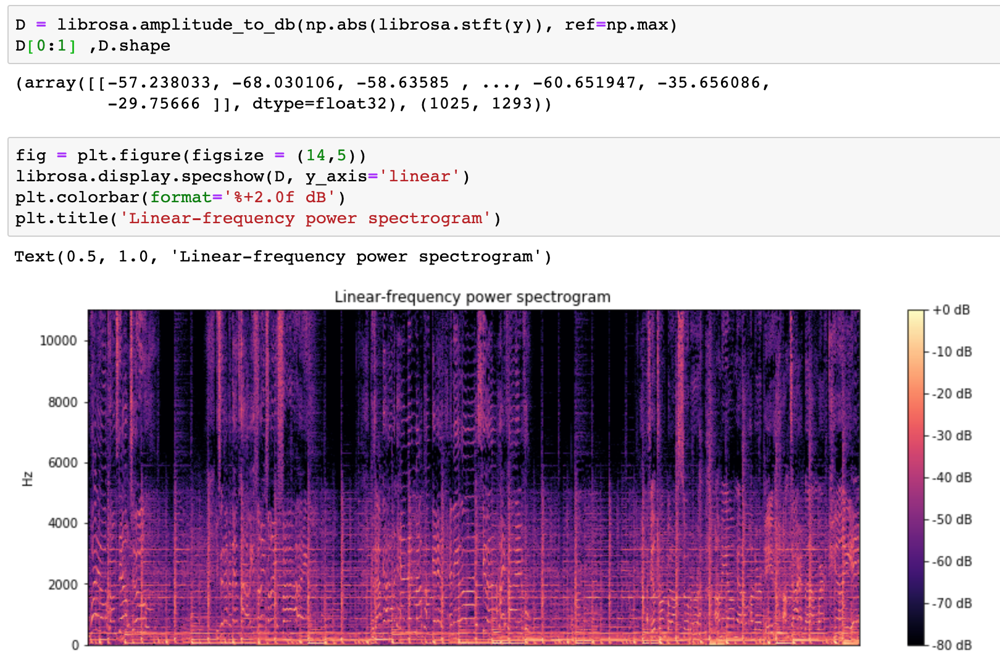 D = librosa.amplitude_to_db(np.abs(librosa.stft(y)), ref=np.max)
D[0:1] ,D.shape
(array([[-57.238033, -68.030106, -58.63585 , ..., -60.651947, -35.656086,
-29.75666 ]], dtype=float32), (1025, 1293))
fig = plt.figure(figsize = (14,5))
librosa.display.specshow(D, y_axis='linear')
plt.colorbar(format='%+2.0f dB')
plt.title('Linear-frequency power spectrogram')
Text(0.5, 1.0, 'Linear-frequency power spectrogram')
Linear-frequency power spectrogram
Hz
10000
8000
6000
4000
2000
0
+0 dB
-10 dB
-20 dB
-30 dB
-40 dB
-50 dB
-60 dB
-70 dB
-80 dB